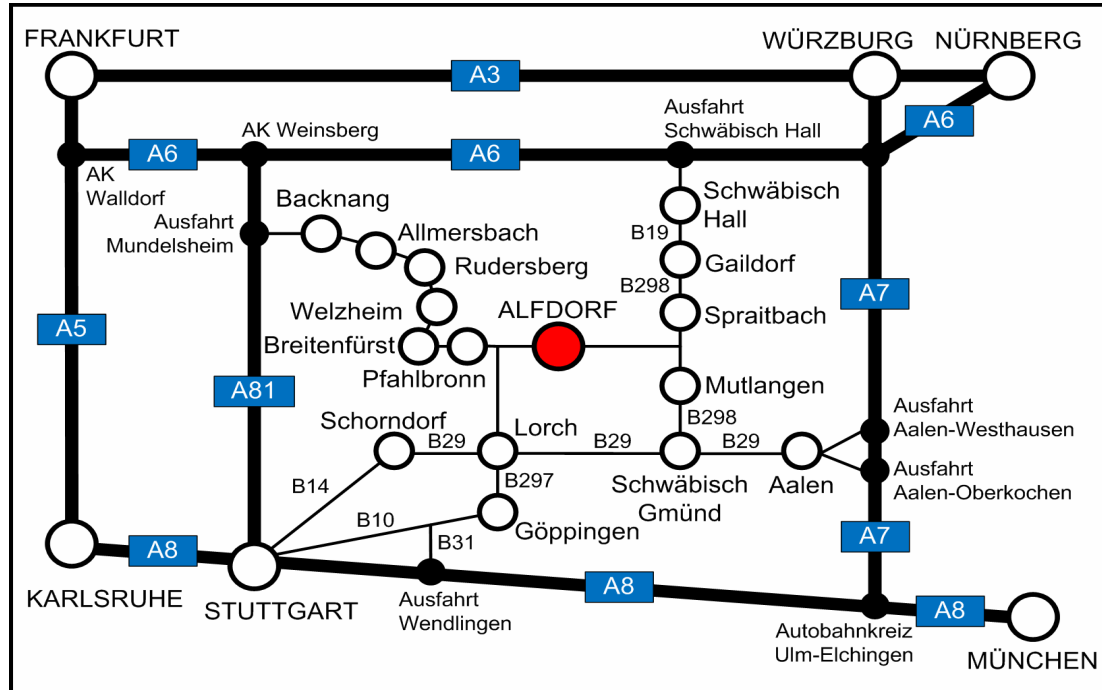 FRANKFURT
WÜRZBURG
NÜRNBERG
A3
AK Weinsberg
Ausfahrt
Schwäbisch Hall
A6
A6
A6
AK
Walldorf
Ausfahrt
Mundelsheim
Backnang
Allmersbach
Rudersberg
Schwäbisch
Hall
B19
Gaildorf
B298
Welzheim
ALFDORF
Spraitbach
A7
A5
Breitenfürst
Pfahlbronn
A81
Mutlangen
Schorndorf
Lorch
B298
Ausfahrt
Aalen-Westhausen
B29
B29
B29
B14
B297
Schwäbisch
Gmünd
Aalen
Ausfahrt
Aalen-Oberkochen
B10
Göppingen
B31
A7
A8
KARLSRUHE
STUTTGART
Ausfahrt
Wendlingen
A8
A8
Autobahnkreiz
Ulm-Elchingen
MÜNCHEN